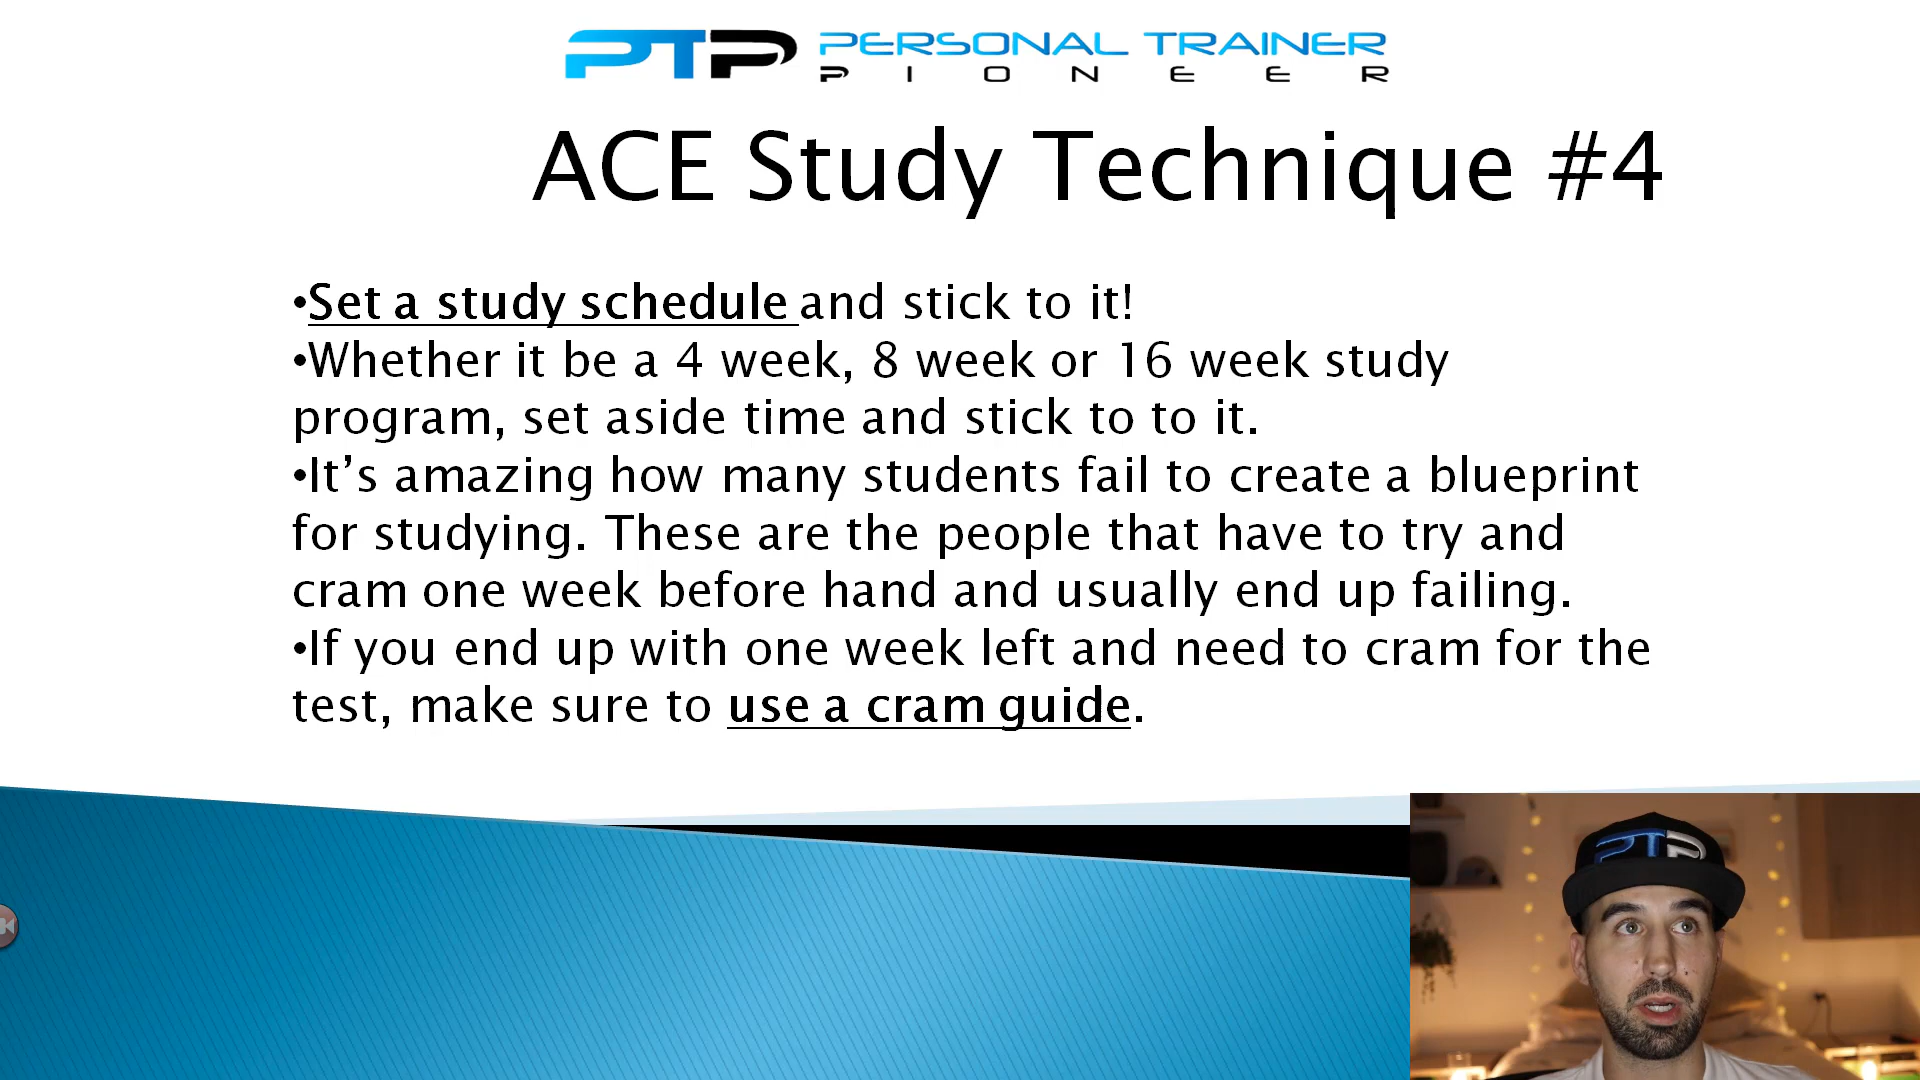 PTP PERSONAL TRAINER
PIONEER
ACE Study Technique #4
•Set a study schedule and stick to it!
•Whether it be a 4 week, 8 week or 16 week study
program, set aside time and stick to to it.
•It’s amazing how many students fail to create a blueprint
for studying. These are the people that have to try and
cram one week before hand and usually end up failing.
•If you end up with one week left and need to cram for the
test, make sure to use a cram guide.
PTP